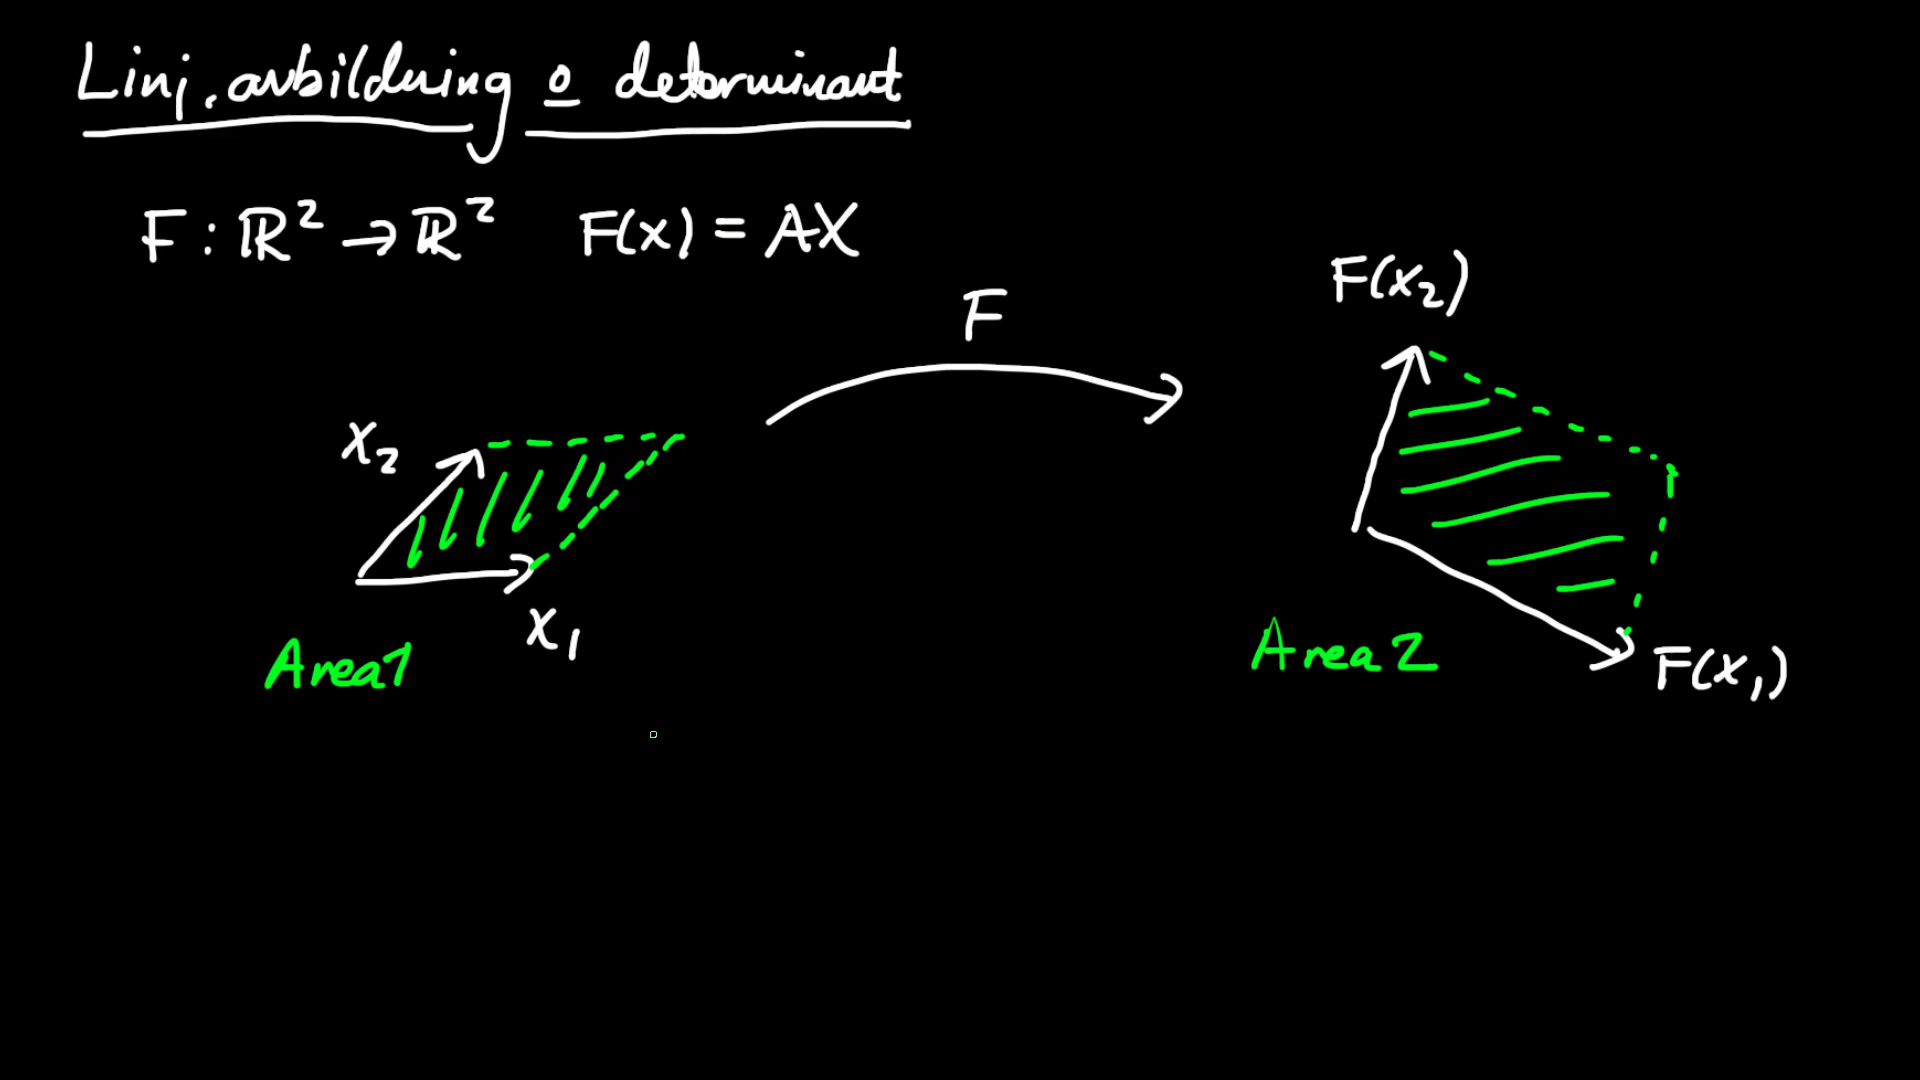 Linj. avbildning o determinant
F : ℝ² → ℝ² F(x) = AX
F
F(x₂)
x₂
x₁
Area1
Area2
F(x₁)